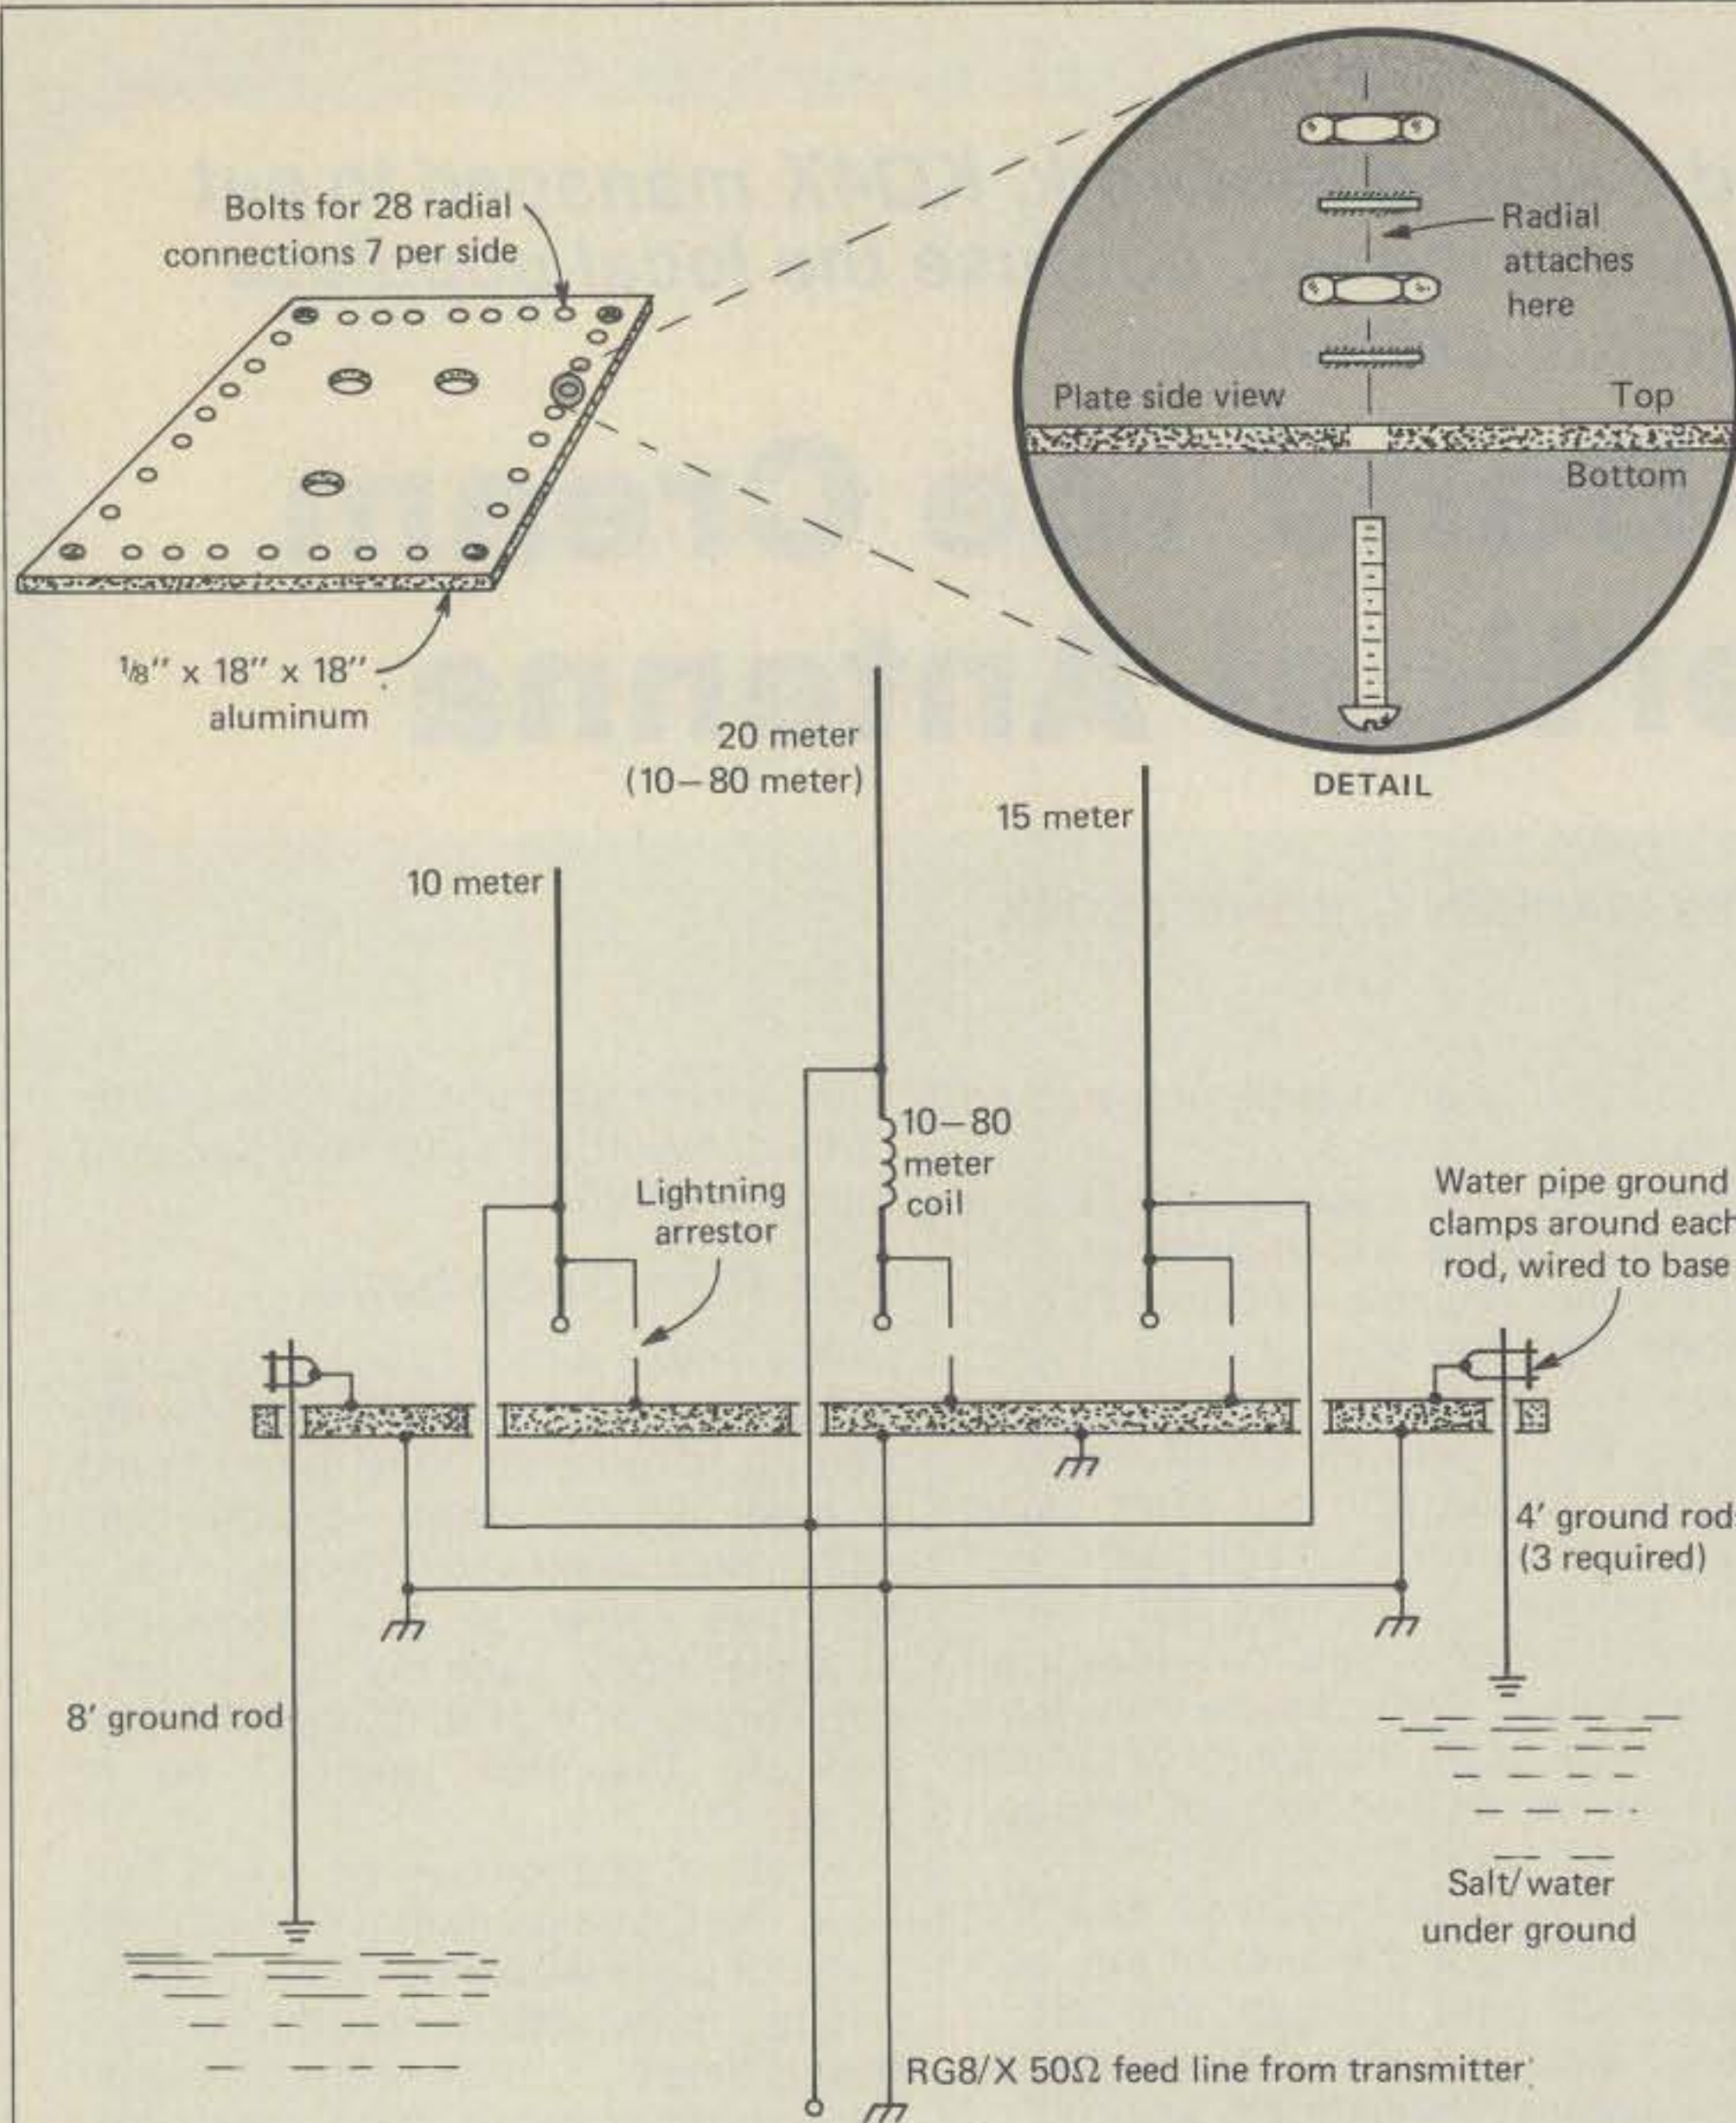 Bolts for 28 radial
connections 7 per side
1/8" x 18" x 18"
aluminum
Radial
attaches
here
Plate side view
Top
Bottom
DETAIL
20 meter
(10–80 meter)
15 meter
10 meter
10–80
meter
coil
Lightning
arrestor
Water pipe ground
clamps around each
rod, wired to base
4' ground rod
(3 required)
8' ground rod
Salt/water
under ground
RG8/X 50Ω feed line from transmitter